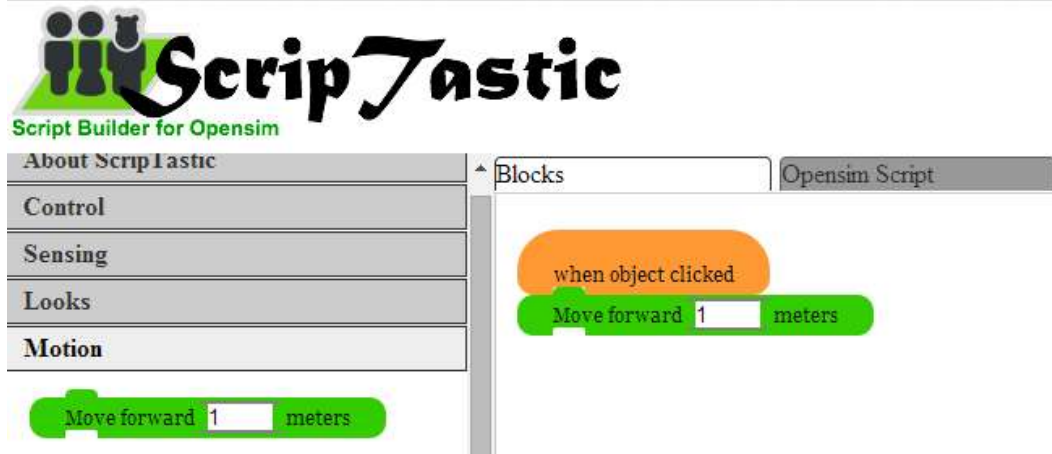 ScripTastic
Script Builder for Opensim
About ScripTastic
Control
Sensing
Looks
Motion
Move forward 1 meters
Blocks
Opensim Script
when object clicked
Move forward 1 meters